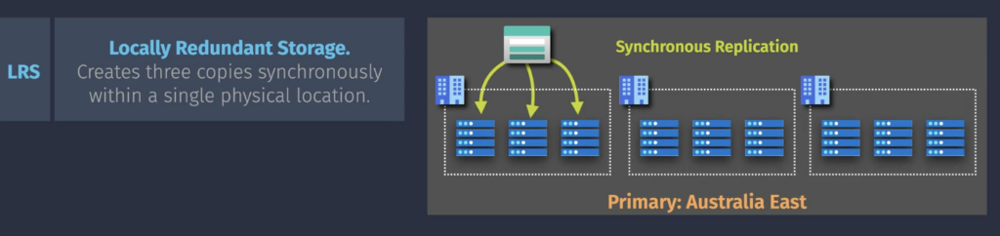 LRS
Locally Redundant Storage.
Creates three copies synchronously
within a single physical location.
Synchronous Replication
Primary: Australia East